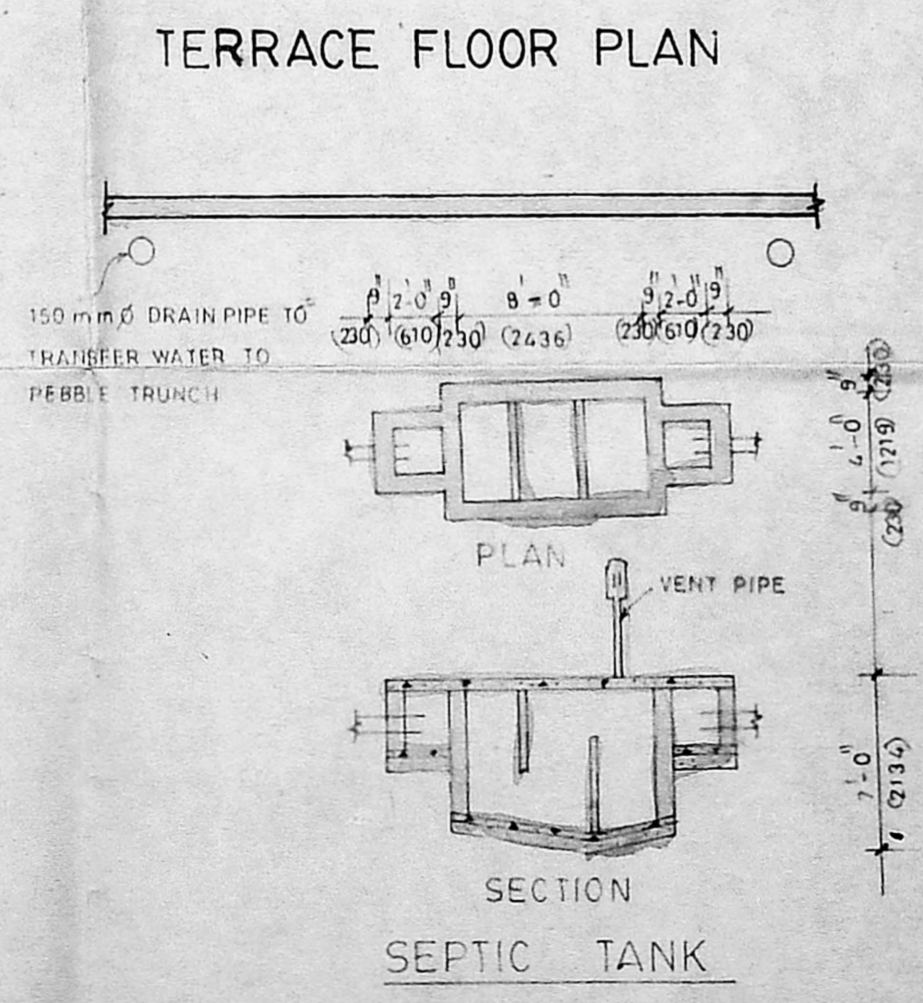 TERRACE FLOOR PLAN
150 mm Ø DRAIN PIPE TO
TRANSFER WATER TO
PEBBLE TRUNCH
9" 2'-0" 9" 8'-0" 9" 2'-0" 9"
(230) (610) (230) (2436) (230) (610) (230)
9" (230)
4'-0" (1219)
9" (230)
PLAN
VENT PIPE
7'-0" (2134)
SECTION
SEPTIC TANK